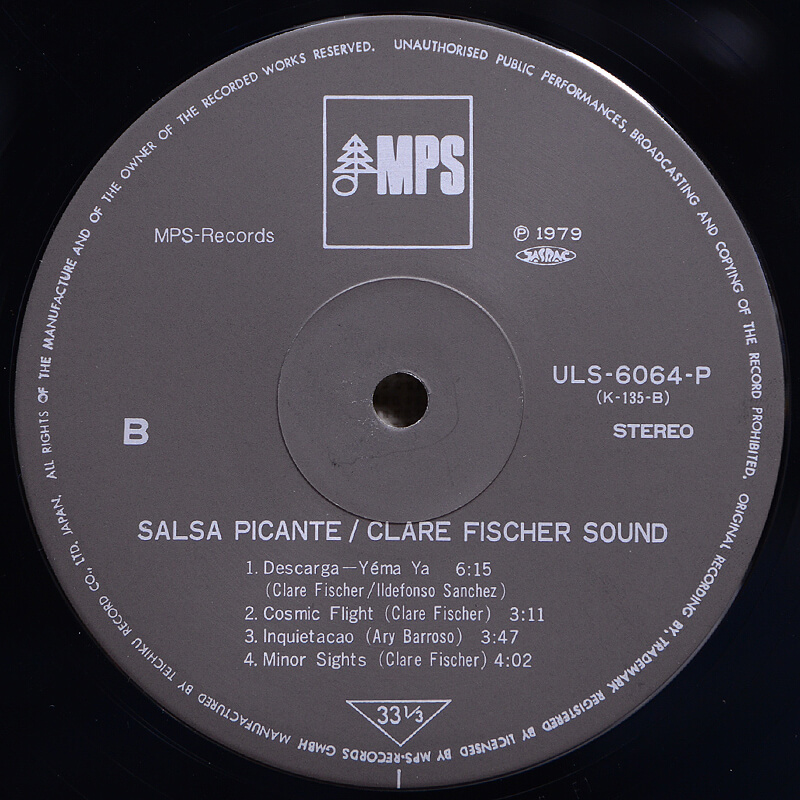 ALL RIGHTS OF THE MANUFACTURE AND OF THE OWNER OF THE RECORDED WORKS RESERVED. UNAUTHORISED PUBLIC PERFORMANCES, BROADCASTING AND COPYING OF THE RECORD PROHIBITED. ORIGINAL RECORDING BY, TRADEMARK REGISTERED BY, LICENSED BY MPS-RECORDS GMBH MANUFACTURED BY TEICHIKU RECORD CO., LTD. JAPAN.
MPS
MPS-Records
℗ 1979
JASRAC
ULS-6064-P
(K-135-B)
B
STEREO
SALSA PICANTE / CLARE FISCHER SOUND
1. Descarga—Yéma Ya 6:15
(Clare Fischer/Ildefonso Sanchez)
2. Cosmic Flight (Clare Fischer) 3:11
3. Inquietacao (Ary Barroso) 3:47
4. Minor Sights (Clare Fischer) 4:02
33⅓